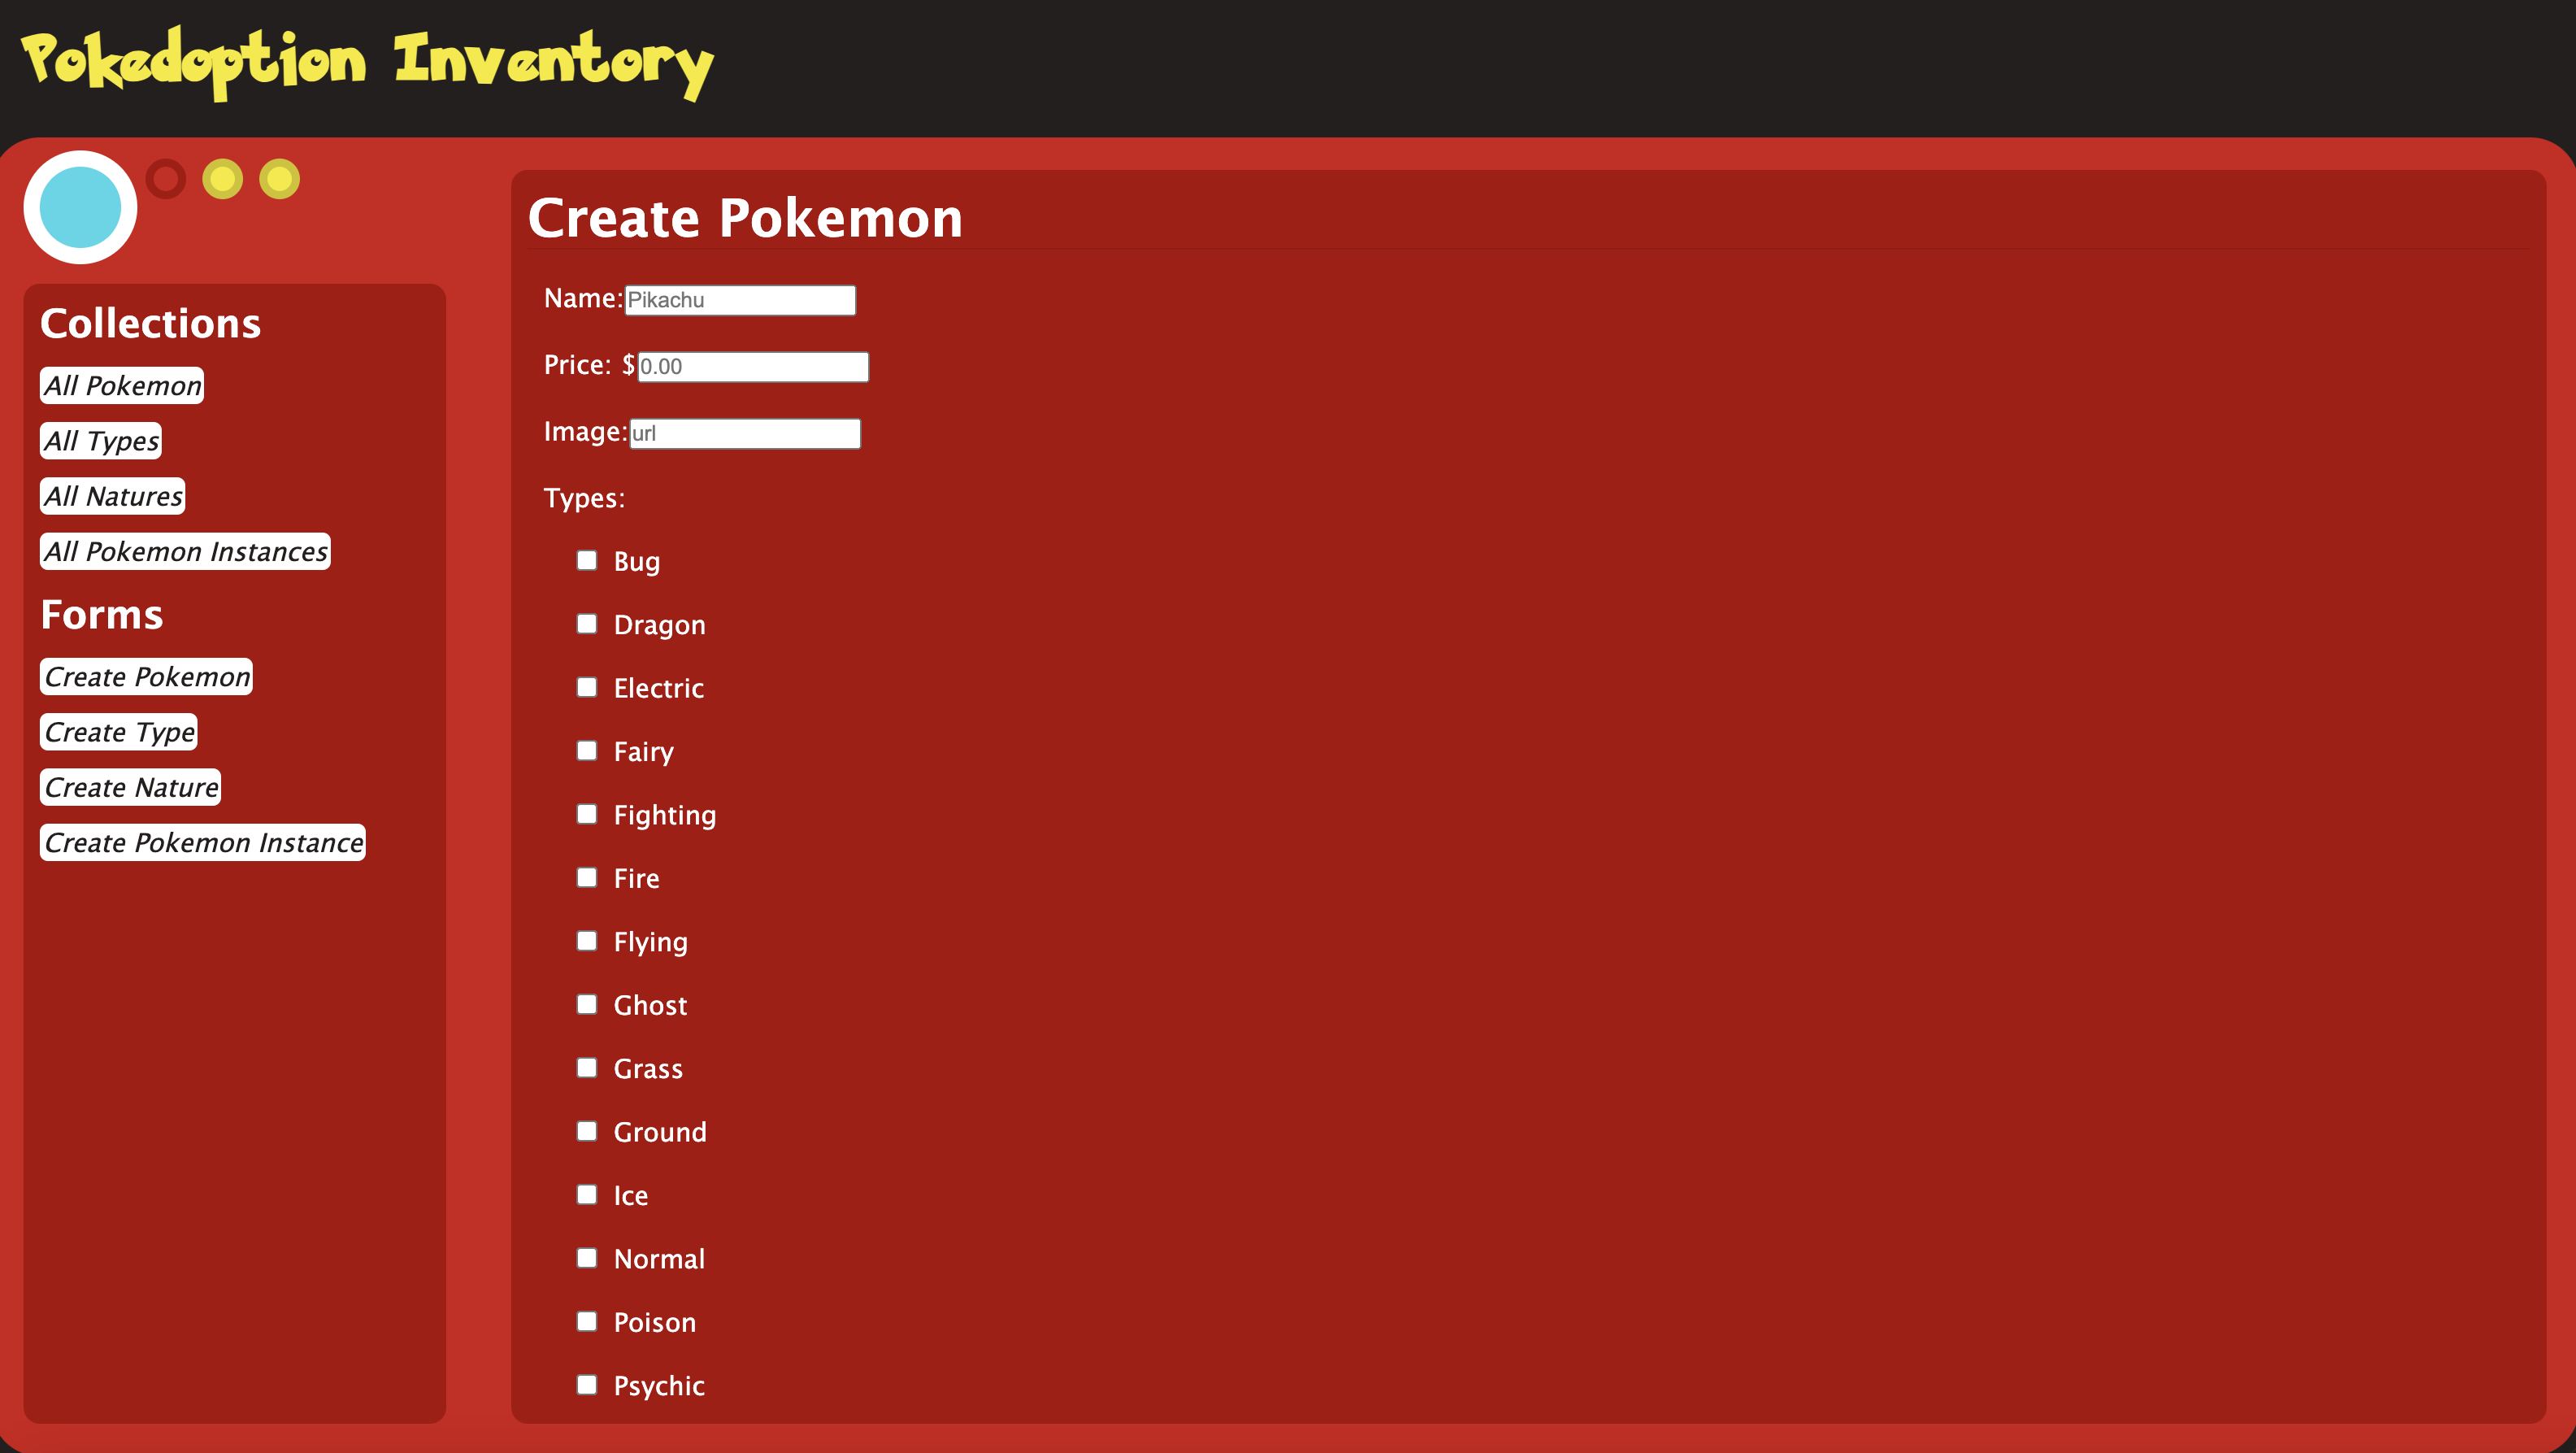 Pokedoption Inventory
Collections
All Pokemon
All Types
All Natures
All Pokemon Instances
Forms
Create Pokemon
Create Type
Create Nature
Create Pokemon Instance
Create Pokemon
Name: Pikachu
Price: $ 0.00
Image: url
Types:
Bug
Dragon
Electric
Fairy
Fighting
Fire
Flying
Ghost
Grass
Ground
Ice
Normal
Poison
Psychic